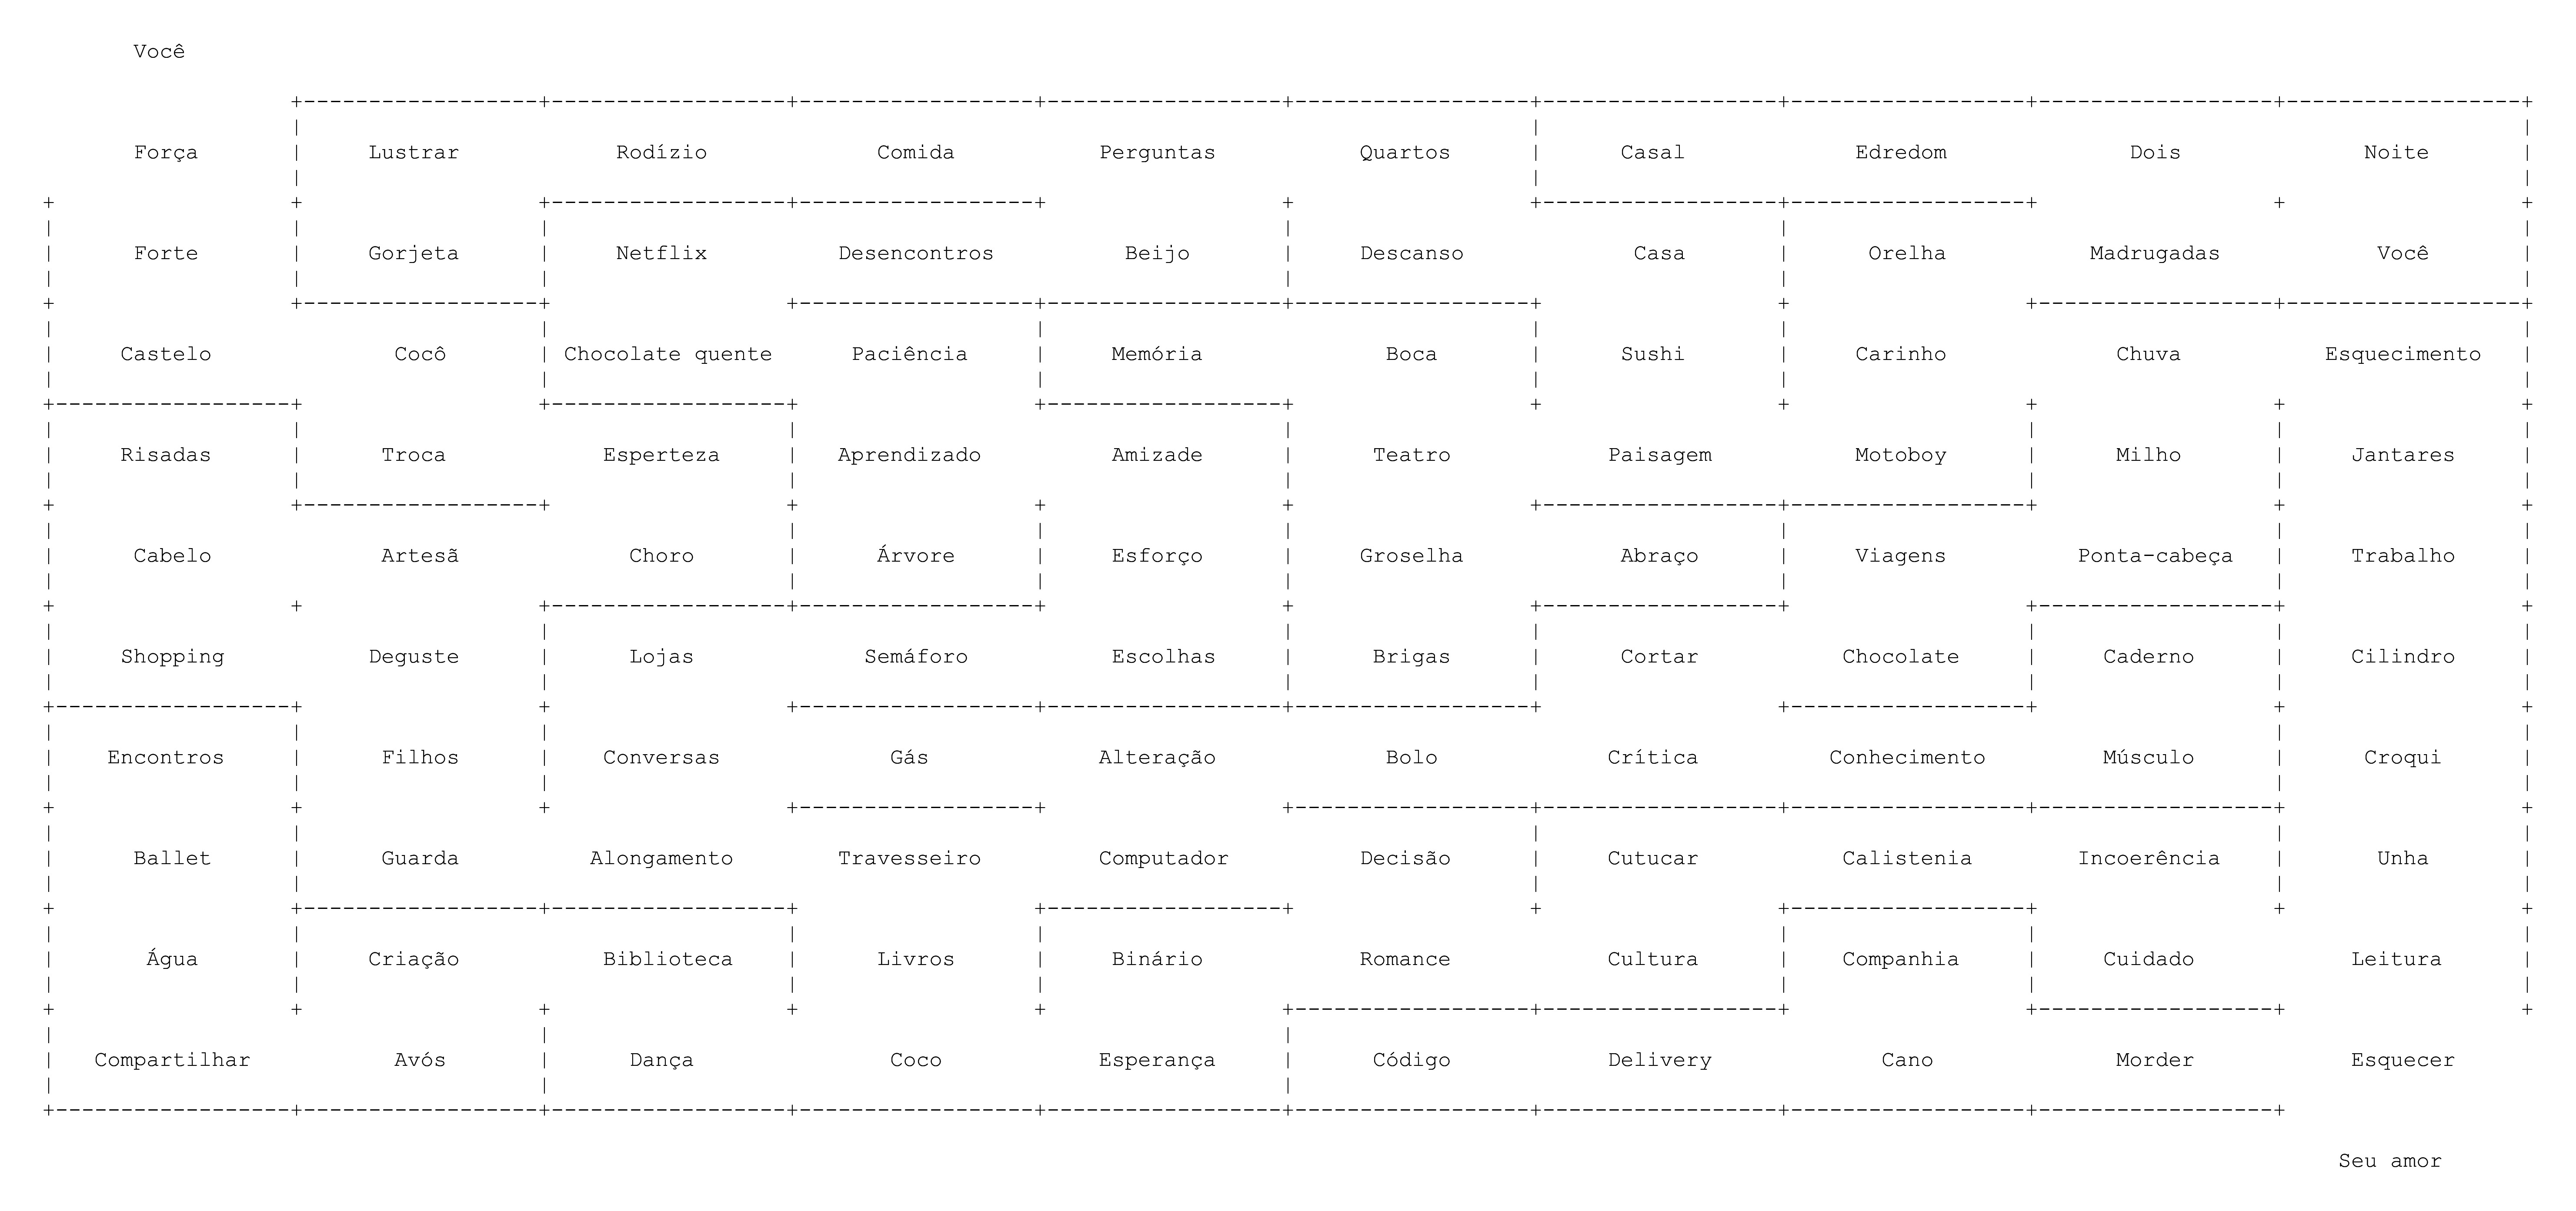 Você
Força Lustrar Rodízio Comida Perguntas Quartos Casal Edredom Dois Noite
Forte Gorjeta Netflix Desencontros Beijo Descanso Casa Orelha Madrugadas Você
Castelo Cocô Chocolate quente Paciência Memória Boca Sushi Carinho Chuva Esquecimento
Risadas Troca Esperteza Aprendizado Amizade Teatro Paisagem Motoboy Milho Jantares
Cabelo Artesã Choro Árvore Esforço Groselha Abraço Viagens Ponta-cabeça Trabalho
Shopping Deguste Lojas Semáforo Escolhas Brigas Cortar Chocolate Caderno Cilindro
Encontros Filhos Conversas Gás Alteração Bolo Crítica Conhecimento Músculo Croqui
Ballet Guarda Alongamento Travesseiro Computador Decisão Cutucar Calistenia Incoerência Unha
Água Criação Biblioteca Livros Binário Romance Cultura Companhia Cuidado Leitura
Compartilhar Avós Dança Coco Esperança Código Delivery Cano Morder Esquecer
Seu amor